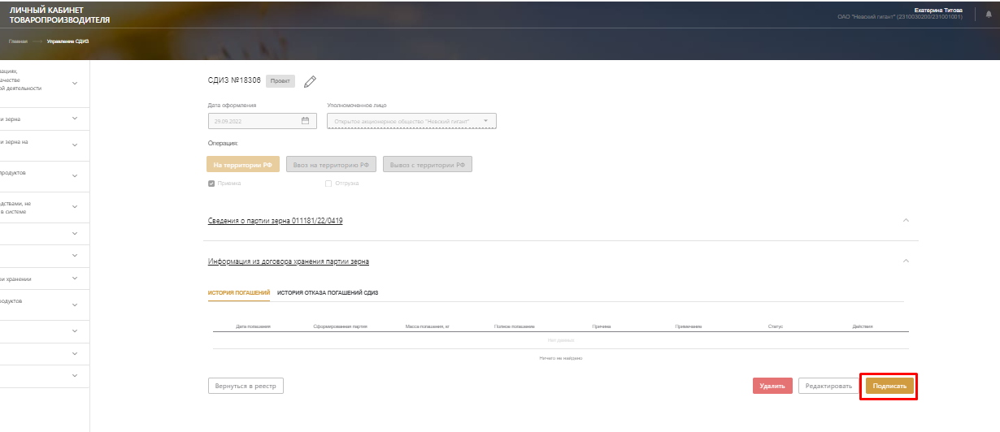 ЛИЧНЫЙ КАБИНЕТ
ТОВАРОПРОИЗВОДИТЕЛЯ
Екатерина Титова
ОАО "Невский гигант" (2310030200/231001001)
Главная
Управление СДИЗ
ациях,
ачестве
ой деятельности
и зерна
и зерна на
продуктов
дствами, не
в системе
ри хранении
родуктов
СДИЗ №18306
Проект
Дата оформления
Уполномоченное лицо
29.09.2022
Открытое акционерное общество "Невский гигант"
Операция:
На территории РФ
Ввоз на территорию РФ
Вывоз с территории РФ
Приемка
Отгрузка
Сведения о партии зерна 011181/22/0419
Информация из договора хранения партии зерна
ИСТОРИЯ ПОГАШЕНИЙ
ИСТОРИЯ ОТКАЗА ПОГАШЕНИЙ СДИЗ
Дата погашения
Сформированная партия
Масса погашения, кг
Полное погашение
Причина
Примечание
Статус
Действия
Нет данных
Ничего не найдено
Вернуться в реестр
Удалить
Редактировать
Подписать